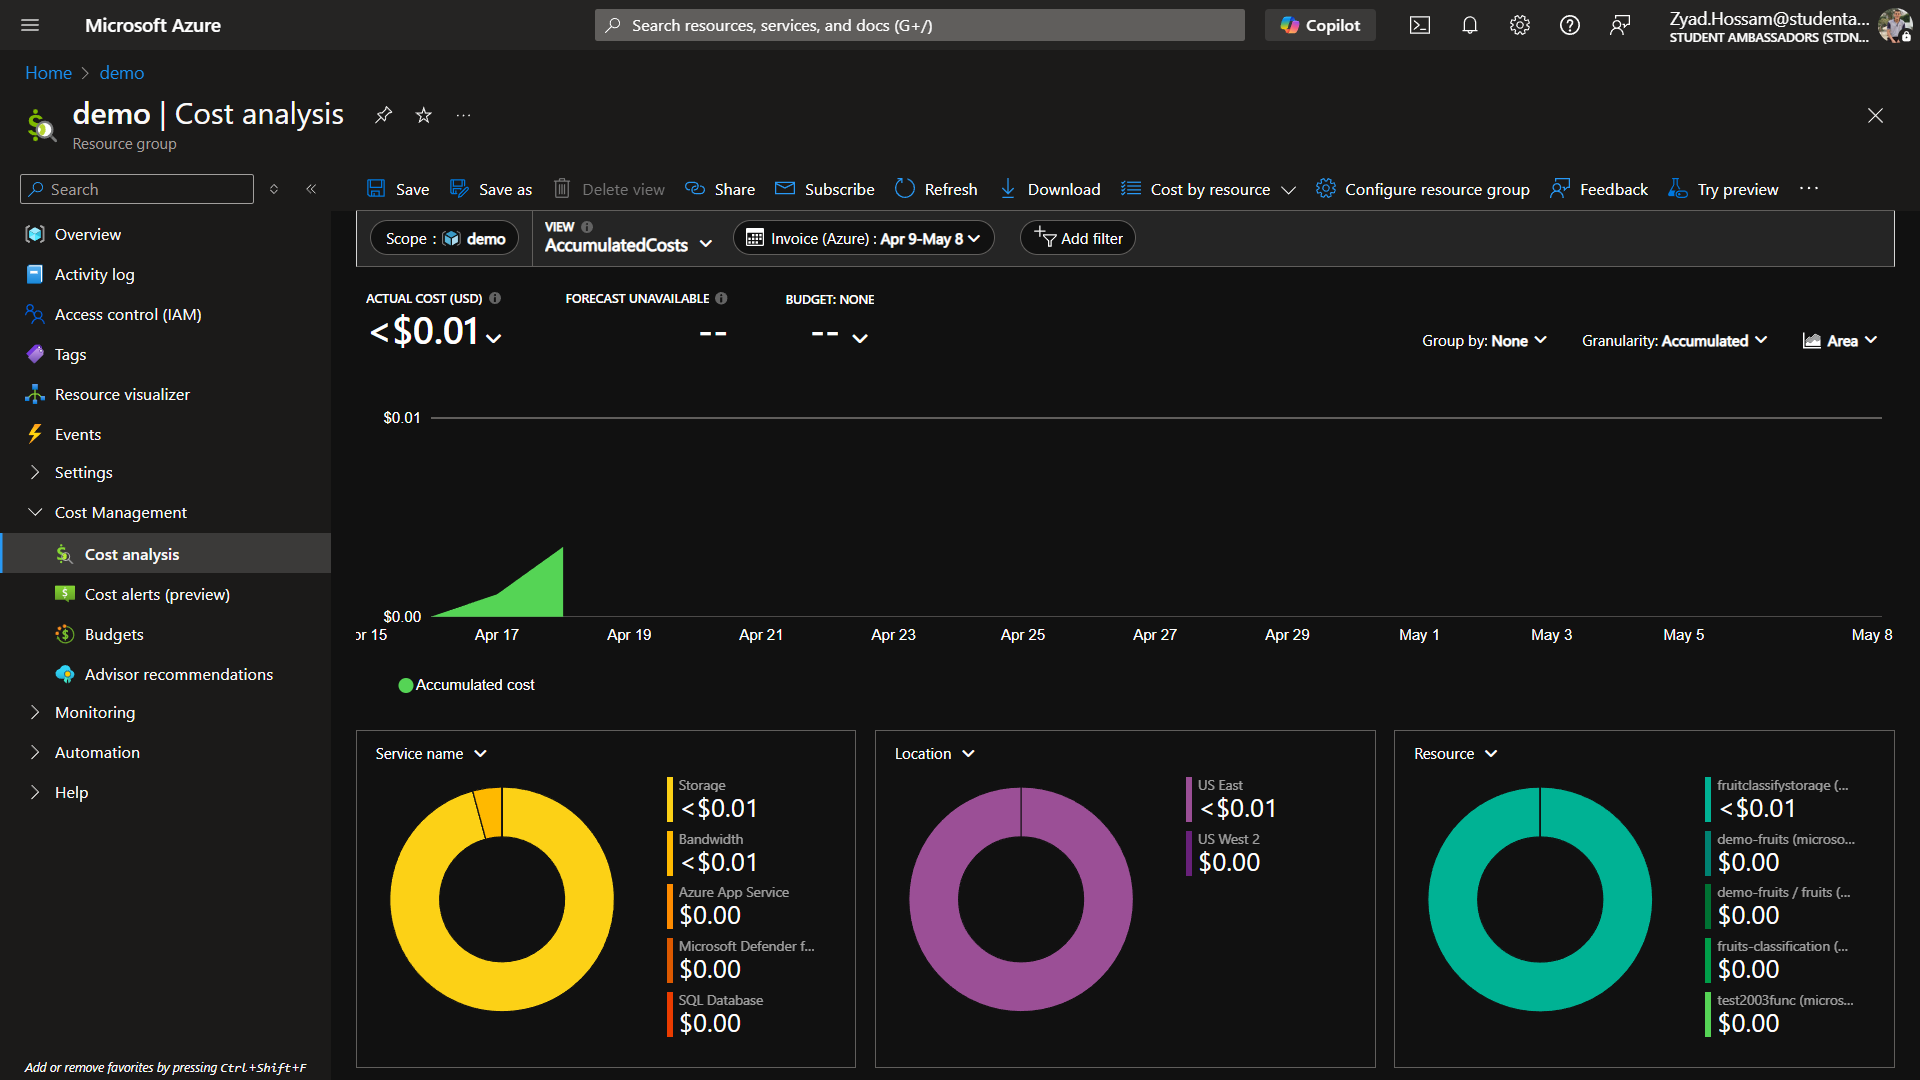 Microsoft Azure
Search resources, services, and docs (G+/)
Copilot
Zyad.Hossam@studenta...
STUDENT AMBASSADORS (STDN...
Home > demo
demo | Cost analysis
Resource group
Search
Save
Save as
Delete view
Share
Subscribe
Refresh
Download
Cost by resource
Configure resource group
Feedback
Try preview
Overview
Activity log
Access control (IAM)
Tags
Resource visualizer
Events
Settings
Cost Management
Cost analysis
Cost alerts (preview)
Budgets
Advisor recommendations
Monitoring
Automation
Help
Add or remove favorites by pressing Ctrl+Shift+F
Scope : demo
VIEW
AccumulatedCosts
Invoice (Azure) : Apr 9-May 8
Add filter
ACTUAL COST (USD)
<$0.01
FORECAST UNAVAILABLE
--
BUDGET: NONE
--
Group by: None
Granularity: Accumulated
Area
$0.01
$0.00
or 15
Apr 17
Apr 19
Apr 21
Apr 23
Apr 25
Apr 27
Apr 29
May 1
May 3
May 5
May 8
Accumulated cost
Service name
Storage
<$0.01
Bandwidth
<$0.01
Azure App Service
$0.00
Microsoft Defender f...
$0.00
SQL Database
$0.00
Location
US East
<$0.01
US West 2
$0.00
Resource
fruitclassifystorage (...
<$0.01
demo-fruits (microso...
$0.00
demo-fruits / fruits (...
$0.00
fruits-classification (...
$0.00
test2003func (micros...
$0.00